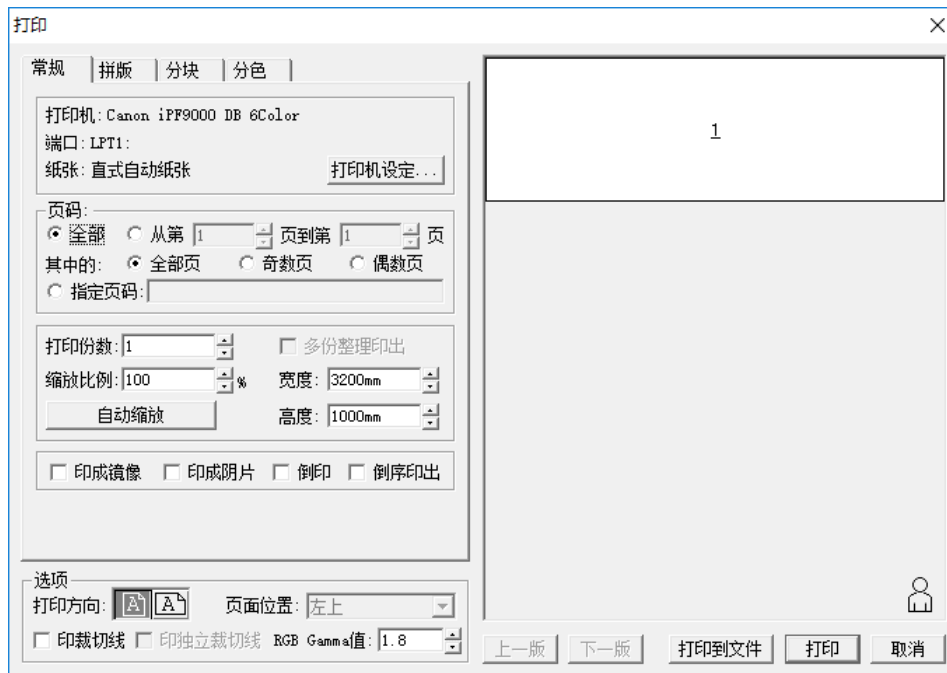 打印
常规 拼版 分块 分色
打印机:Canon iPF9000 DB 6Color
端口:LPT1:
纸张:直式自动纸张 打印机设定...
页码:
全部 从第 1 页到第 1 页
其中的: 全部页 奇数页 偶数页
指定页码:
打印份数:1 多份整理印出
缩放比例:100 % 宽度: 3200mm
自动缩放 高度: 1000mm
印成镜像 印成阴片 倒印 倒序印出
1
选项
打印方向: A A 页面位置: 左上
印裁切线 印独立裁切线 RGB Gamma值: 1.8
上一版 下一版 打印到文件 打印 取消